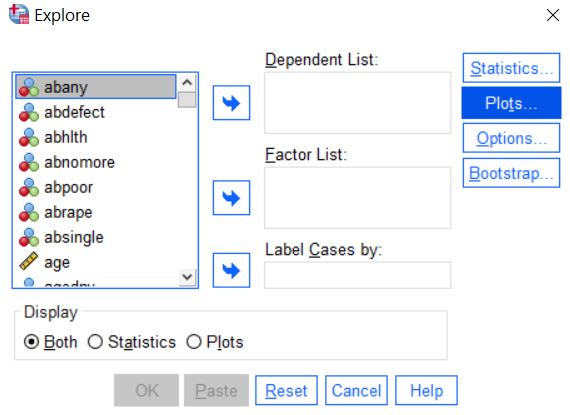 Explore
Dependent List:
Statistics...
abany
abdefect
Plots...
abhlth
Options...
abnomore
Factor List:
abpoor
Bootstrap...
abrape
absingle
Label Cases by:
age
Display
Both Statistics Plots
OK Paste Reset Cancel Help